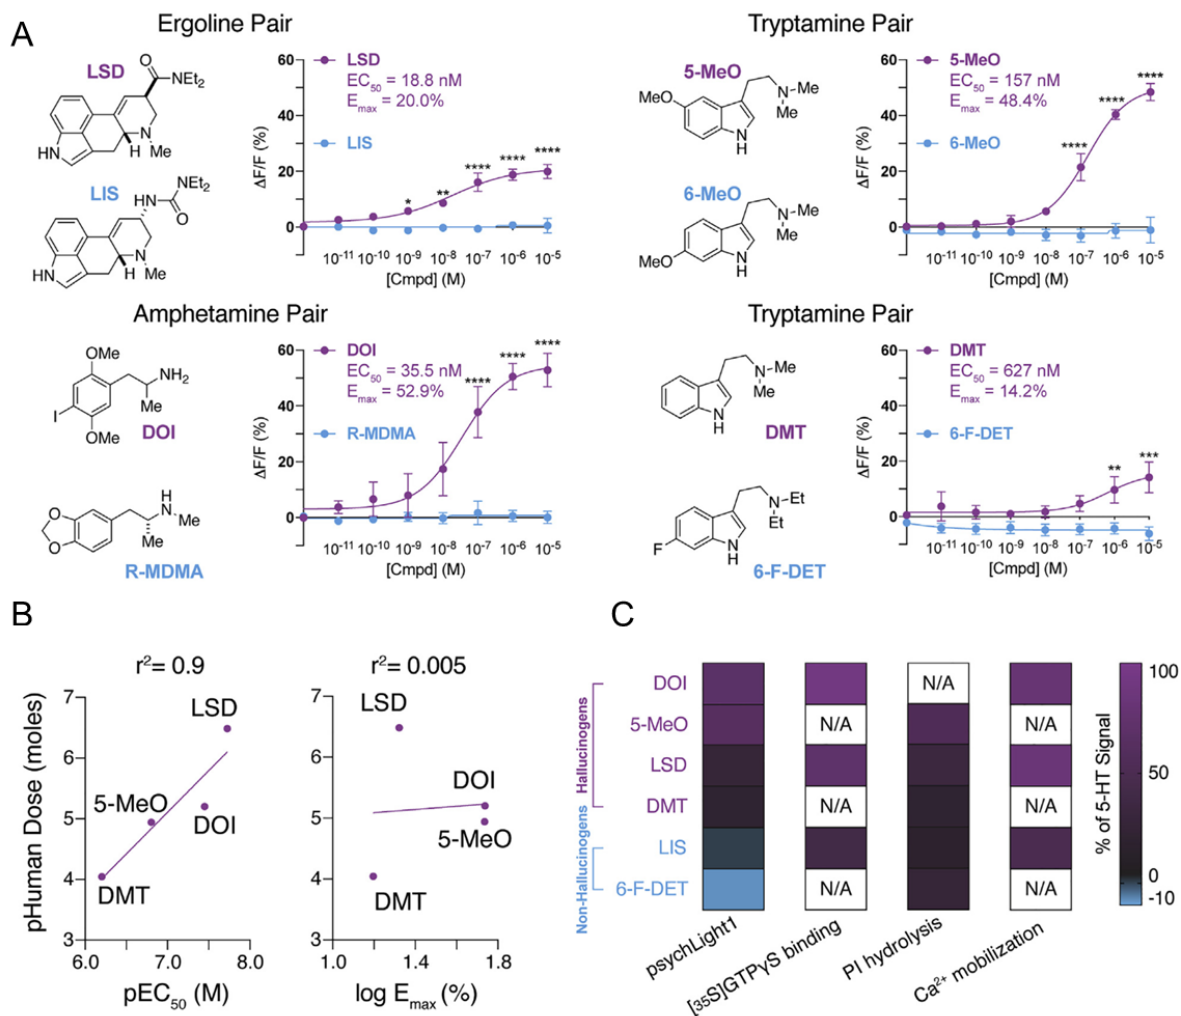 A
Ergoline Pair
LSD
O
NEt2
N
HN
H
Me
LIS
NEt2
HN
O
N
HN
H
Me
60
40
20
0
ΔF/F (%)
LSD
EC50 = 18.8 nM
Emax = 20.0%
LIS
* ** **** **** ****
10-11 10-10 10-9 10-8 10-7 10-6 10-5
[Cmpd] (M)
Tryptamine Pair
5-MeO
MeO
N Me
Me
N
H
6-MeO
N Me
Me
MeO
N
H
60
40
20
0
ΔF/F (%)
5-MeO
EC50 = 157 nM
Emax = 48.4%
6-MeO
**** **** ****
10-11 10-10 10-9 10-8 10-7 10-6 10-5
[Cmpd] (M)
Amphetamine Pair
OMe
NH2
Me
I
OMe
DOI
H
N
Me
O
O
Me
R-MDMA
60
40
20
0
ΔF/F (%)
DOI
EC50 = 35.5 nM
Emax = 52.9%
R-MDMA
**** **** ****
10-11 10-10 10-9 10-8 10-7 10-6 10-5
[Cmpd] (M)
Tryptamine Pair
N Me
Me
N
H
DMT
N Et
Et
F
N
H
6-F-DET
60
40
20
0
ΔF/F (%)
DMT
EC50 = 627 nM
Emax = 14.2%
6-F-DET
** ***
10-11 10-10 10-9 10-8 10-7 10-6 10-5
[Cmpd] (M)
B
r2= 0.9
pHuman Dose (moles)
7
6
5
4
3
LSD
5-MeO
DOI
DMT
6.0 7.0 8.0
pEC50 (M)
r2= 0.005
7
6
5
4
3
LSD
DOI
5-MeO
DMT
1.0 1.2 1.4 1.6 1.8
log Emax (%)
C
Hallucinogens
Non-Hallucinogens
DOI N/A
5-MeO N/A N/A
LSD
DMT N/A N/A
LIS
6-F-DET N/A N/A
psychLight1
[35S]GTPγS binding
PI hydrolysis
Ca2+ mobilization
% of 5-HT Signal
100
50
0
-10